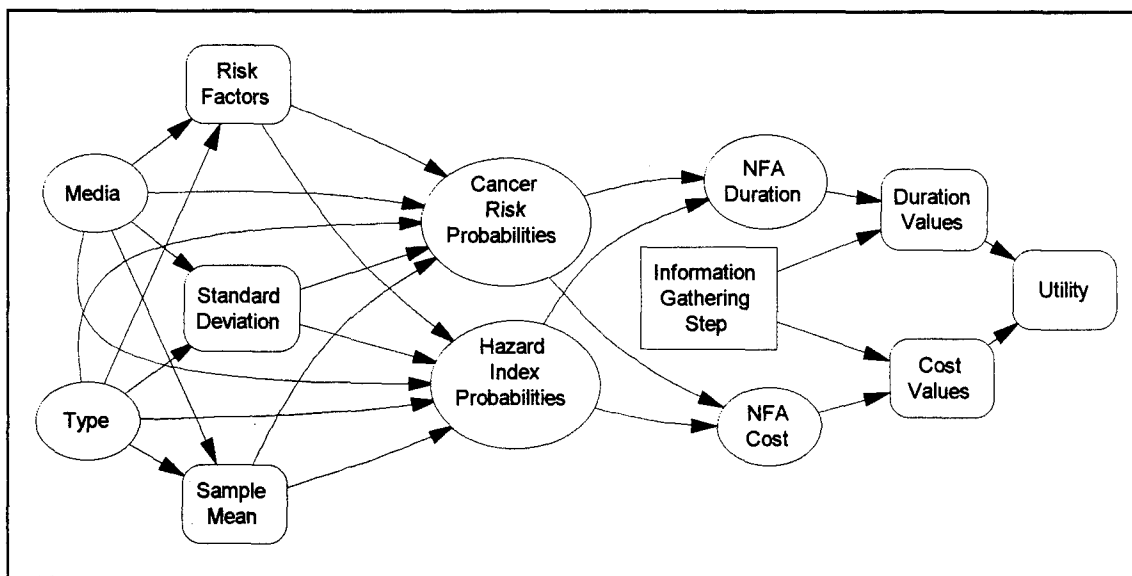 Risk
Factors
Media
Cancer
Risk
Probabilities
NFA
Duration
Duration
Values
Standard
Deviation
Information
Gathering
Step
Utility
Hazard
Index
Probabilities
Cost
Values
Type
NFA
Cost
Sample
Mean